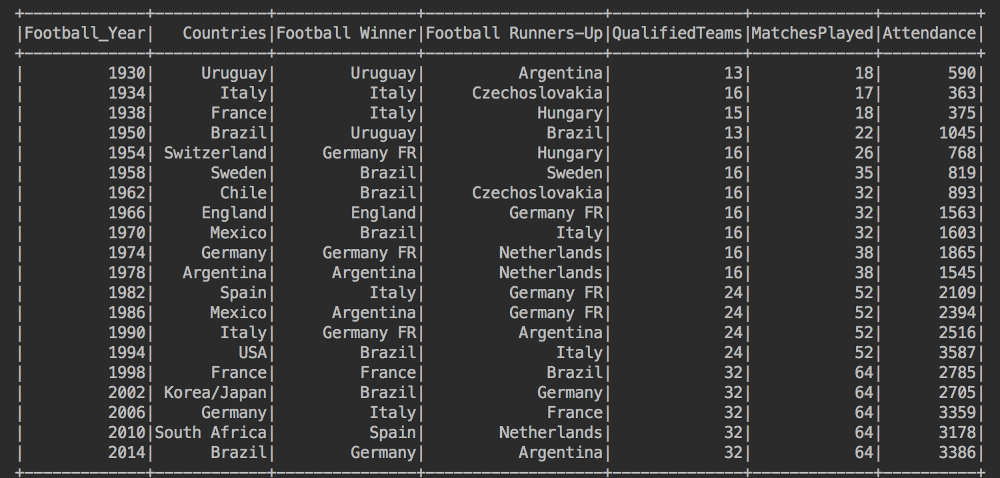 +-------------+------------+---------------+-------------------+--------------+-------------+----------+
|Football_Year|   Countries|Football Winner|Football Runners-Up|QualifiedTeams|MatchesPlayed|Attendance|
+-------------+------------+---------------+-------------------+--------------+-------------+----------+
|         1930|     Uruguay|        Uruguay|          Argentina|            13|           18|       590|
|         1934|       Italy|          Italy|     Czechoslovakia|            16|           17|       363|
|         1938|      France|          Italy|            Hungary|            15|           18|       375|
|         1950|      Brazil|        Uruguay|             Brazil|            13|           22|      1045|
|         1954| Switzerland|     Germany FR|            Hungary|            16|           26|       768|
|         1958|      Sweden|         Brazil|             Sweden|            16|           35|       819|
|         1962|       Chile|         Brazil|     Czechoslovakia|            16|           32|       893|
|         1966|     England|        England|         Germany FR|            16|           32|      1563|
|         1970|      Mexico|         Brazil|              Italy|            16|           32|      1603|
|         1974|     Germany|     Germany FR|        Netherlands|            16|           38|      1865|
|         1978|   Argentina|      Argentina|        Netherlands|            16|           38|      1545|
|         1982|       Spain|          Italy|         Germany FR|            24|           52|      2109|
|         1986|      Mexico|      Argentina|         Germany FR|            24|           52|      2394|
|         1990|       Italy|     Germany FR|          Argentina|            24|           52|      2516|
|         1994|         USA|         Brazil|              Italy|            24|           52|      3587|
|         1998|      France|         France|             Brazil|            32|           64|      2785|
|         2002| Korea/Japan|         Brazil|            Germany|            32|           64|      2705|
|         2006|     Germany|          Italy|             France|            32|           64|      3359|
|         2010|South Africa|          Spain|        Netherlands|            32|           64|      3178|
|         2014|      Brazil|        Germany|          Argentina|            32|           64|      3386|
+-------------+------------+---------------+-------------------+--------------+-------------+----------+